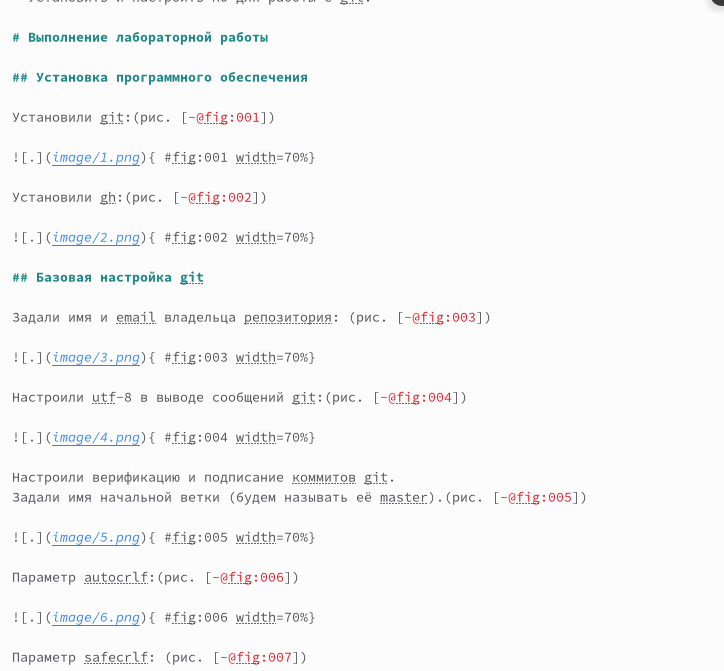 Установить и настроить по для работы с git.
# Выполнение лабораторной работы
## Установка программного обеспечения
Установили git:(рис. [-@fig:001])
![.](image/1.png){ #fig:001 width=70%}
Установили gh:(рис. [-@fig:002])
![.](image/2.png){ #fig:002 width=70%}
## Базовая настройка git
Задали имя и email владельца репозитория: (рис. [-@fig:003])
![.](image/3.png){ #fig:003 width=70%}
Настроили utf-8 в выводе сообщений git:(рис. [-@fig:004])
![.](image/4.png){ #fig:004 width=70%}
Настроили верификацию и подписание коммитов git.
Задали имя начальной ветки (будем называть её master).(рис. [-@fig:005])
![.](image/5.png){ #fig:005 width=70%}
Параметр autocrlf:(рис. [-@fig:006])
![.](image/6.png){ #fig:006 width=70%}
Параметр safecrlf: (рис. [-@fig:007])